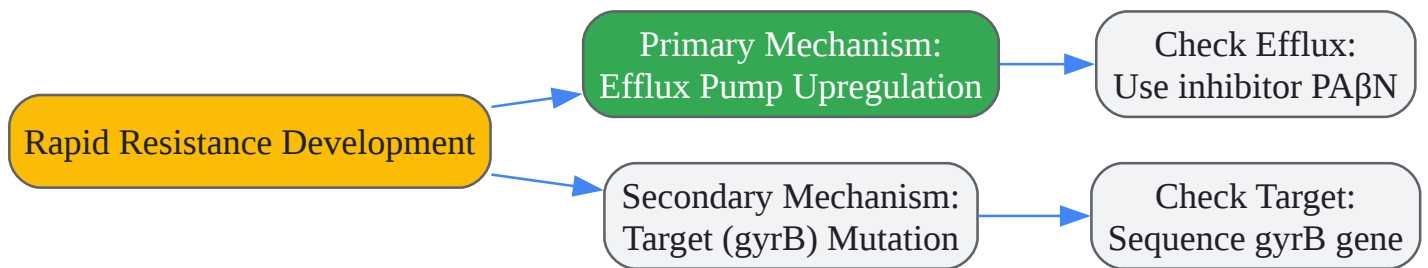 Rapid Resistance Development
Primary Mechanism:
Efflux Pump Upregulation
Check Efflux:
Use inhibitor PAβN
Secondary Mechanism:
Target (gyrB) Mutation
Check Target:
Sequence gyrB gene